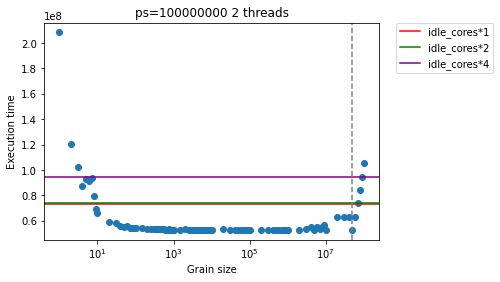 ps=100000000 2 threads
1e8
2.0
1.8
1.6
1.4
1.2
1.0
0.8
0.6
Execution time
10¹
10³
10⁵
10⁷
Grain size
idle_cores*1
idle_cores*2
idle_cores*4